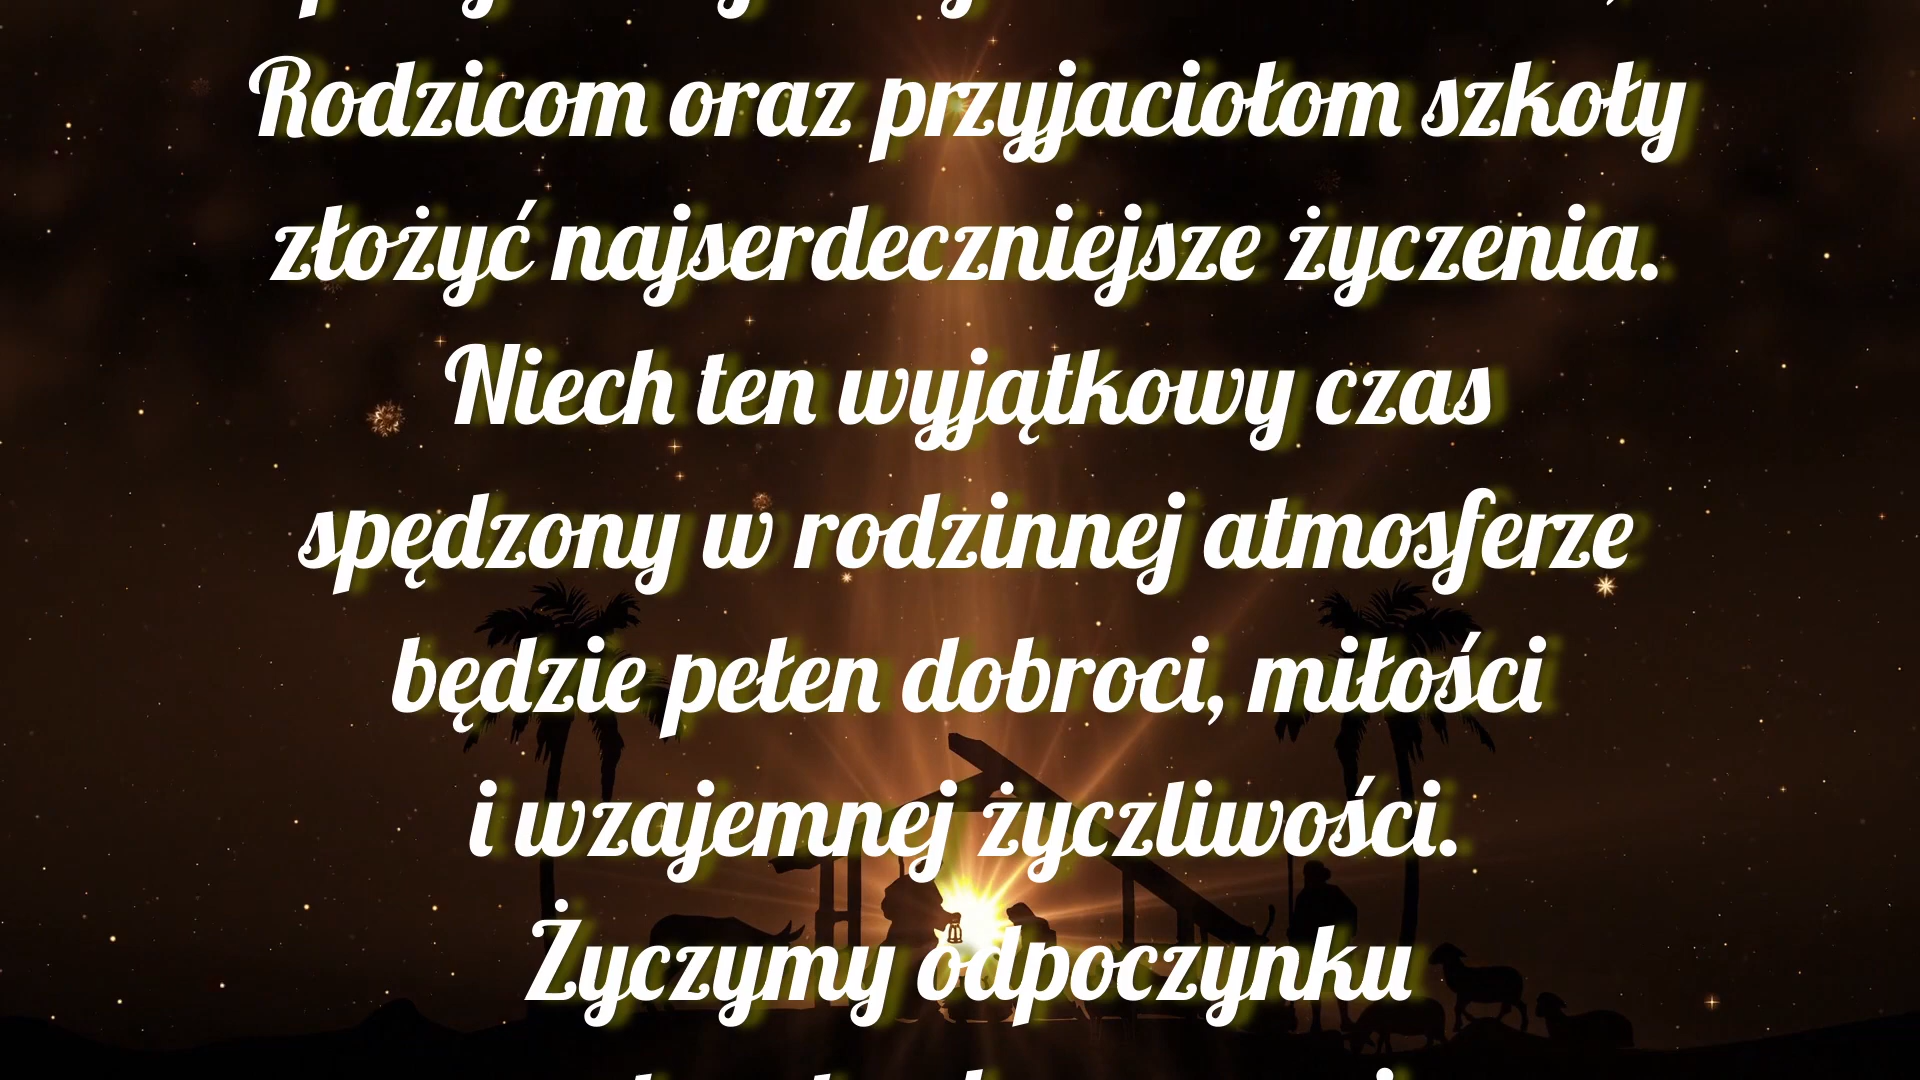 Rodzicom oraz przyjaciołom szkoły
złożyć najserdeczniejsze życzenia.
Niech ten wyjątkowy czas
spędzony w rodzinnej atmosferze
będzie pełen dobroci, miłości
i wzajemnej życzliwości.
Życzymy odpoczynku